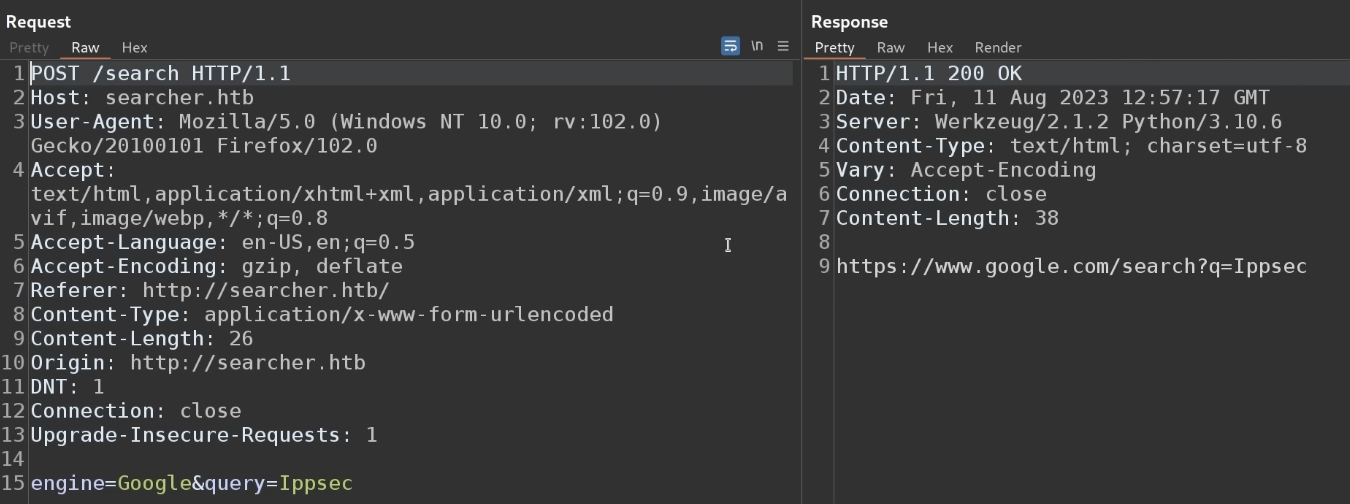 Request
Pretty Raw Hex \n
1 POST /search HTTP/1.1
2 Host: searcher.htb
3 User-Agent: Mozilla/5.0 (Windows NT 10.0; rv:102.0)
Gecko/20100101 Firefox/102.0
4 Accept:
text/html,application/xhtml+xml,application/xml;q=0.9,image/a
vif,image/webp,*/*;q=0.8
5 Accept-Language: en-US,en;q=0.5
6 Accept-Encoding: gzip, deflate
7 Referer: http://searcher.htb/
8 Content-Type: application/x-www-form-urlencoded
9 Content-Length: 26
10 Origin: http://searcher.htb
11 DNT: 1
12 Connection: close
13 Upgrade-Insecure-Requests: 1
14
15 engine=Google&query=Ippsec
Response
Pretty Raw Hex Render
1 HTTP/1.1 200 OK
2 Date: Fri, 11 Aug 2023 12:57:17 GMT
3 Server: Werkzeug/2.1.2 Python/3.10.6
4 Content-Type: text/html; charset=utf-8
5 Vary: Accept-Encoding
6 Connection: close
7 Content-Length: 38
8
9 https://www.google.com/search?q=Ippsec